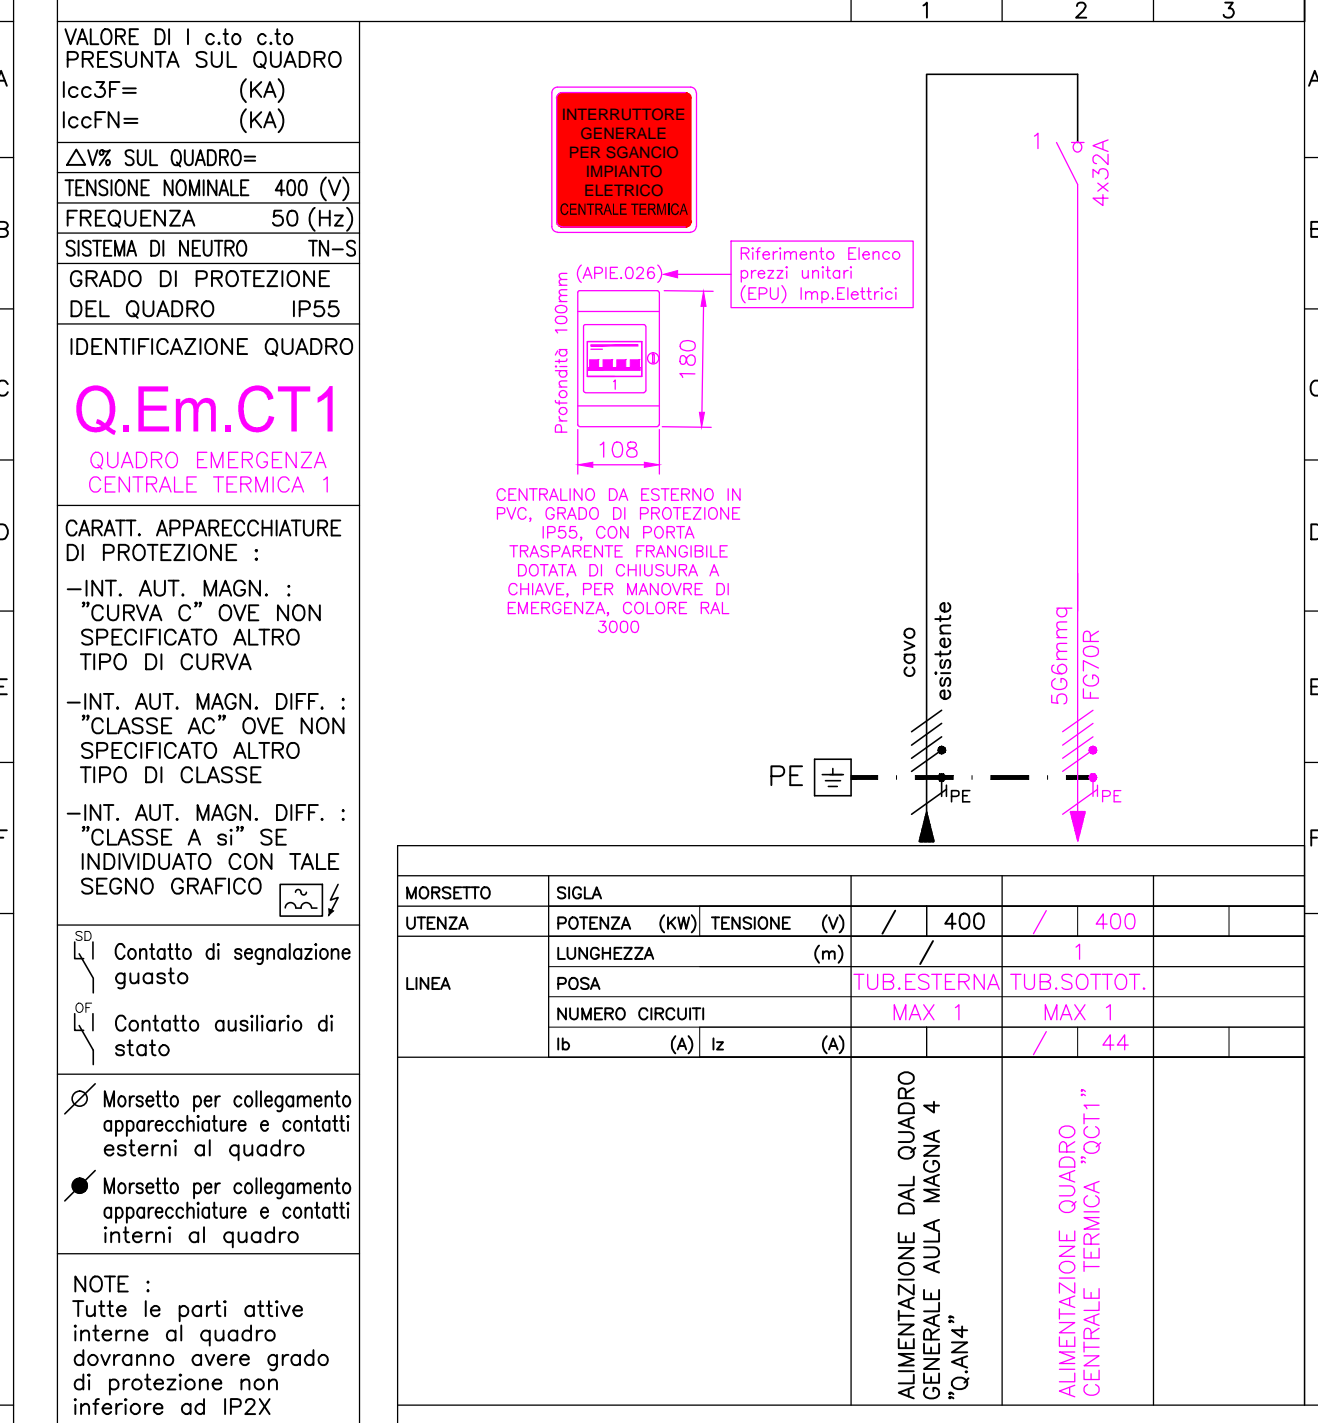 1 2 3
A
B
C
D
E
F
A
E
C
D
E
F
VALORE DI I c.to c.to
PRESUNTA SUL QUADRO
Icc3F= (KA)
IccFN= (KA)
△V% SUL QUADRO=
TENSIONE NOMINALE 400 (V)
FREQUENZA 50 (Hz)
SISTEMA DI NEUTRO TN-S
GRADO DI PROTEZIONE
DEL QUADRO IP55
IDENTIFICAZIONE QUADRO
Q.Em.CT1
QUADRO EMERGENZA
CENTRALE TERMICA 1
CARATT. APPARECCHIATURE
DI PROTEZIONE :
-INT. AUT. MAGN. :
"CURVA C" OVE NON
SPECIFICATO ALTRO
TIPO DI CURVA
-INT. AUT. MAGN. DIFF. :
"CLASSE AC" OVE NON
SPECIFICATO ALTRO
TIPO DI CLASSE
-INT. AUT. MAGN. DIFF. :
"CLASSE A si" SE
INDIVIDUATO CON TALE
SEGNO GRAFICO
SD
Contatto di segnalazione
guasto
OF
Contatto ausiliario di
stato
Morsetto per collegamento
apparecchiature e contatti
esterni al quadro
Morsetto per collegamento
apparecchiature e contatti
interni al quadro
NOTE :
Tutte le parti attive
interne al quadro
dovranno avere grado
di protezione non
inferiore ad IP2X
INTERRUTTORE
GENERALE
PER SGANCIO
IMPIANTO
ELETRICO
CENTRALE TERMICA
(APIE.026)
Riferimento Elenco
prezzi unitari
(EPU) Imp.Elettrici
Profondità 100mm
1
180
108
CENTRALINO DA ESTERNO IN
PVC, GRADO DI PROTEZIONE
IP55, CON PORTA
TRASPARENTE FRANGIBILE
DOTATA DI CHIUSURA A
CHIAVE, PER MANOVRE DI
EMERGENZA, COLORE RAL
3000
1
4x32A
cavo
esistente
5G6mmq
FG70R
PE
PE
PE
MORSETTO SIGLA
UTENZA POTENZA (KW) TENSIONE (V) / 400 / 400
LUNGHEZZA (m) / 1
LINEA POSA TUB.ESTERNA TUB.SOTTOT.
NUMERO CIRCUITI MAX 1 MAX 1
Ib (A) Iz (A) / 44
ALIMENTAZIONE DAL QUADRO
GENERALE AULA MAGNA 4
"Q.AN4"
ALIMENTAZIONE QUADRO
CENTRALE TERMICA "QCT1"